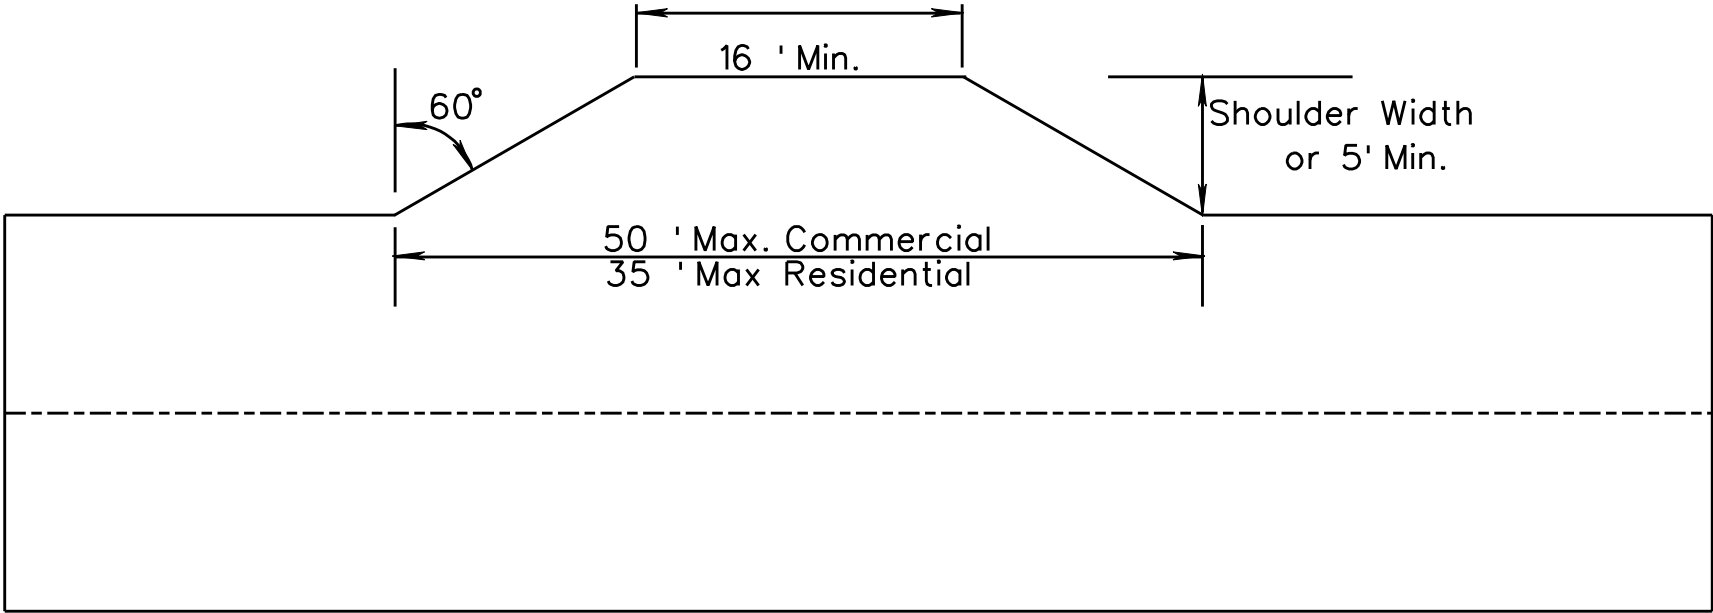 16 ' Min.
60°
Shoulder Width
or 5' Min.
50 ' Max. Commercial
35 ' Max Residential